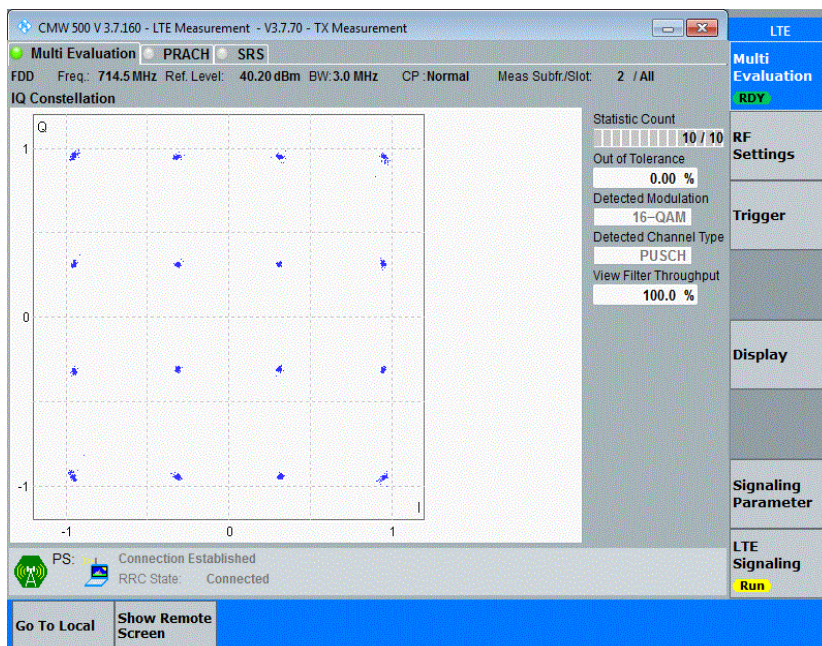 CMW 500 V 3.7.160 - LTE Measurement - V3.7.70 - TX Measurement
LTE
Multi Evaluation PRACH SRS
FDD Freq.: 714.5 MHz Ref. Level: 40.20 dBm BW: 3.0 MHz CP : Normal Meas Subfr./Slot: 2 / All
IQ Constellation
Q
1
0
-1
-1 0 1
I
Statistic Count
10 / 10
Out of Tolerance
0.00 %
Detected Modulation
16-QAM
Detected Channel Type
PUSCH
View Filter Throughput
100.0 %
PS: Connection Established
RRC State: Connected
Multi
Evaluation
RDY
RF
Settings
Trigger
Display
Signaling
Parameter
LTE
Signaling
Run
Go To Local
Show Remote
Screen